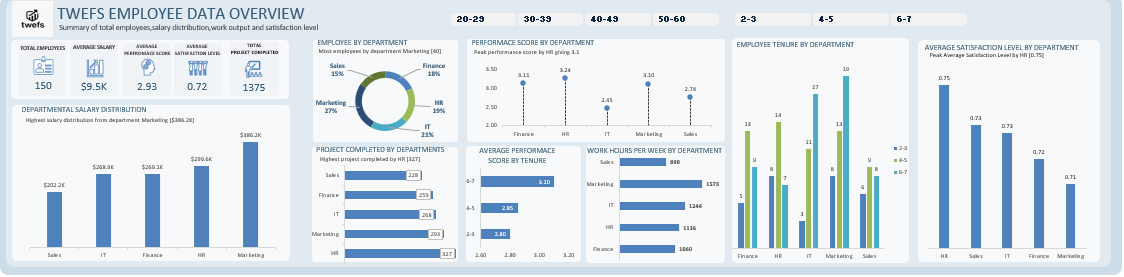 twefs
TWEFS EMPLOYEE DATA OVERVIEW
Summary of total employees,salary distribution,work output and satisfaction level
20-29
30-39
40-49
50-60
2-3
4-5
6-7
TOTAL EMPLOYEES
150
AVERAGE SALARY
$9.5K
AVERAGE
PERFROMANCE SCORE
2.93
AVERAGE
SATISFACTION LEVEL
0.72
TOTAL
PROJECT COMPLETED
1375
DEPARTMENTAL SALARY DISTRIBUTION
Highest salary distribution from department Marketing [$386.2K]
$202.2K
$268.9K
$269.1K
$299.6K
$386.2K
Sales
IT
Finance
HR
Marketing
EMPLOYEE BY DEPARTMENT
Most employees by department Marketing [40]
Sales
15%
Finance
18%
Marketing
27%
HR
19%
IT
21%
PROJECT COMPLETED BY DEPARTMENTS
Highest project completed by HR [327]
Sales
228
Finance
259
IT
268
Marketing
293
HR
327
PERFORMACE SCORE BY DEPARTMENT
Peak performance score by HR giving 3.2
3.50
3.00
2.50
2.00
3.11
3.24
2.45
3.10
2.74
Finance
HR
IT
Marketing
Sales
AVERAGE PERFORMACE
SCORE BY TENURE
6-7
3.10
4-5
2.85
2-3
2.80
2.60
2.80
3.00
3.20
WORK HOURS PER WEEK BY DEPARTMENT
Sales
890
Marketing
1573
IT
1244
HR
1136
Finance
1060
EMPLOYEE TENURE BY DEPARTMENT
5
13
9
8
14
7
3
11
17
8
13
19
6
9
8
Finance
HR
IT
Marketing
Sales
2-3
4-5
6-7
AVERAGE SATISFACTION LEVEL BY DEPARTMENT
Peak Average Satisfaction Level by HR [0.75]
0.75
0.73
0.73
0.72
0.71
HR
Sales
IT
Finance
Marketing